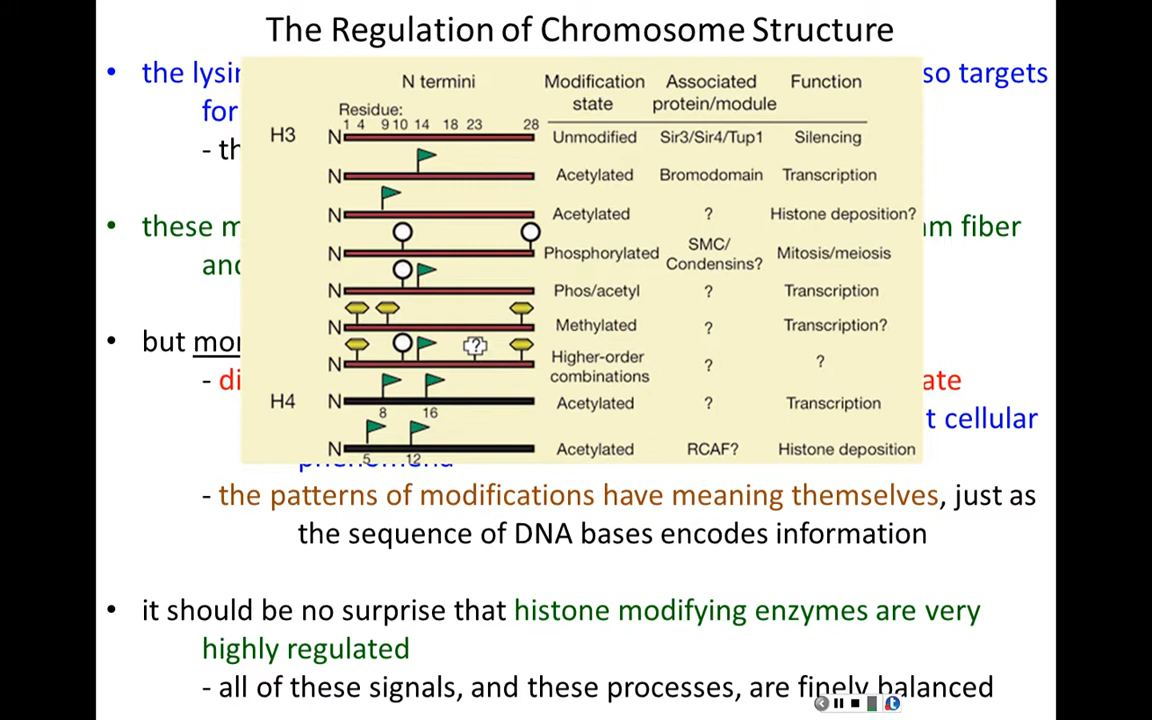 The Regulation of Chromosome Structure
• the lysin
so targets
for
- th
• these m
m fiber
and
• but mor
- di
ate
t cellular
phenomena
- the patterns of modifications have meaning themselves, just as
the sequence of DNA bases encodes information
• it should be no surprise that histone modifying enzymes are very
highly regulated
- all of these signals, and these processes, are finely balanced
N termini Modification state Associated protein/module Function
Residue:
1 4 9 10 14 18 23 28
H3 N Unmodified Sir3/Sir4/Tup1 Silencing
N Acetylated Bromodomain Transcription
N Acetylated ? Histone deposition?
N Phosphorylated SMC/Condensins? Mitosis/meiosis
N Phos/acetyl ? Transcription
N Methylated ? Transcription?
?
N Higher-order combinations ? ?
H4 N Acetylated ? Transcription
8 16
N Acetylated RCAF? Histone deposition
5 12